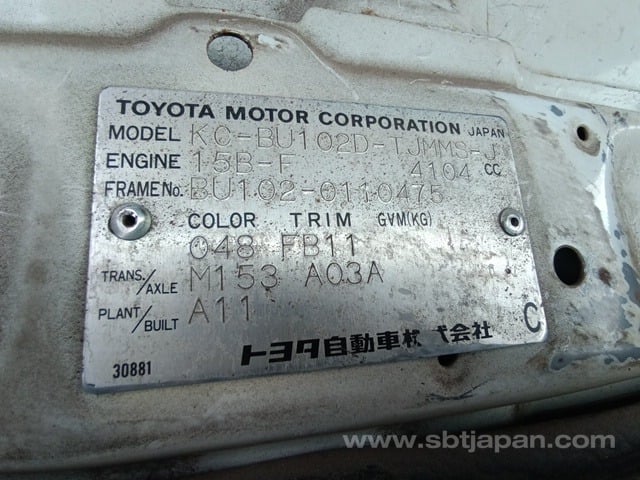 TOYOTA MOTOR CORPORATION JAPAN
MODEL KC-BU102D-TJMMS-J
ENGINE 15B-F 4104 CC
FRAME No. BU102-0110475
COLOR TRIM GVM(KG)
048 FB11
TRANS./AXLE M153 A03A
PLANT/BUILT A11
トヨタ自動車株 式会社 C
30881
www.sbtjapan.com